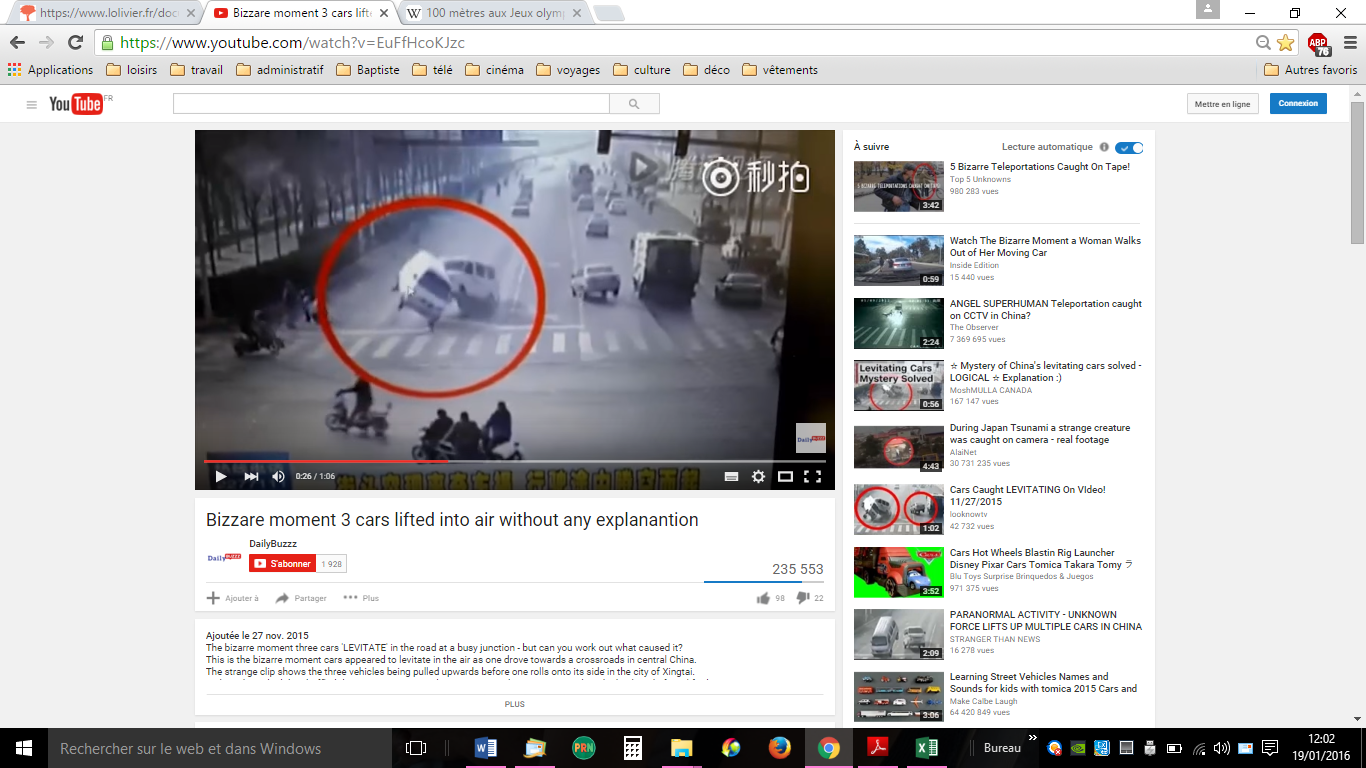 https://www.lolivier.fr/doc
Bizzare moment 3 cars lift
100 mètres aux Jeux olym
https://www.youtube.com/watch?v=EuFfHcoKJzc
ABP
76
Applications
loisirs
travail
administratif
Baptiste
télé
cinéma
voyages
culture
déco
vêtements
Autres favoris
YouTube FR
Mettre en ligne
Connexion
秒拍
DailyBuzzz
0:26 / 1:06
Bizzare moment 3 cars lifted into air without any explanantion
DailyBuzzz
S'abonner
1 928
235 553
Ajouter à
Partager
Plus
98
22
Ajoutée le 27 nov. 2015
The bizarre moment three cars 'LEVITATE' in the road at a busy junction - but can you work out what caused it?
This is the bizarre moment cars appeared to levitate in the air as one drove towards a crossroads in central China.
The strange clip shows the three vehicles being pulled upwards before one rolls onto its side in the city of Xingtai.
PLUS
À suivre
Lecture automatique
5 BIZARRE TELEPORTATIONS CAUGHT ON TAPE!
3:42
5 Bizarre Teleportations Caught On Tape!
Top 5 Unknowns
980 283 vues
0:59
Watch The Bizarre Moment a Woman Walks
Out of Her Moving Car
Inside Edition
15 440 vues
2:24
ANGEL SUPERHUMAN Teleportation caught
on CCTV in China?
The Observer
7 369 695 vues
Levitating Cars
Mystery Solved
0:56
☆ Mystery of China's levitating cars solved -
LOGICAL ☆ Explanation :)
MoshMULLA CANADA
167 147 vues
4:43
During Japan Tsunami a strange creature
was caught on camera - real footage
AlaiNet
30 731 235 vues
1:02
Cars Caught LEVITATING On VIdeo!
11/27/2015
looknowtv
42 732 vues
3:52
Cars Hot Wheels Blastin Rig Launcher
Disney Pixar Cars Tomica Takara Tomy ラ
Blu Toys Surprise Brinquedos & Juegos
971 375 vues
2:09
PARANORMAL ACTIVITY - UNKNOWN
FORCE LIFTS UP MULTIPLE CARS IN CHINA
STRANGER THAN NEWS
16 278 vues
3:06
Learning Street Vehicles Names and
Sounds for kids with tomica 2015 Cars and
Make Calbe Laugh
64 420 849 vues
Rechercher sur le web et dans Windows
PRN
Bureau
12:02
19/01/2016